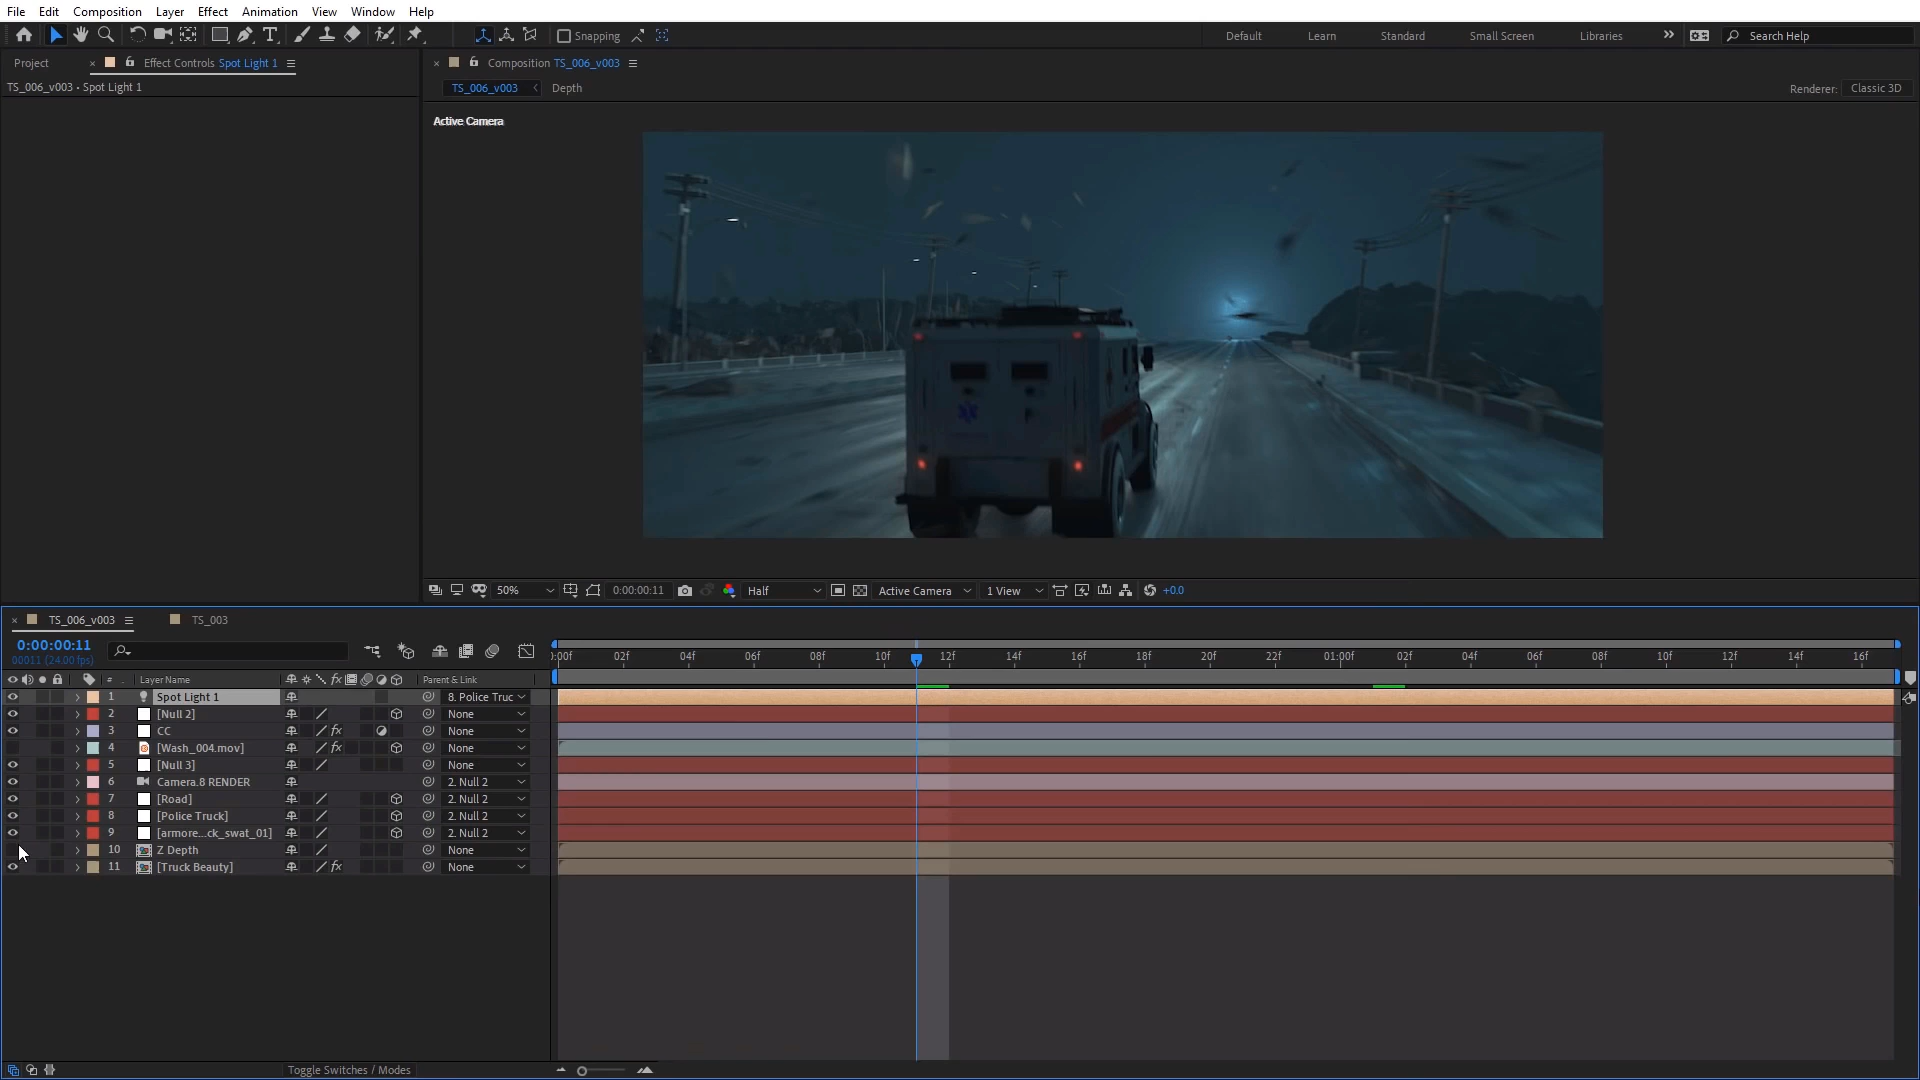 File Edit Composition Layer Effect Animation View Window Help
Snapping Default Learn Standard Small Screen Libraries Search Help
Project Effect Controls Spot Light 1 Composition TS_006_v003
TS_006_v003 • Spot Light 1 TS_006_v003 Depth Renderer: Classic 3D
Active Camera
50% 0:00:00:11 Half Active Camera 1 View +0.0
TS_006_v003 TS_003
0:00:00:11
00011 (24.00 fps)
:00f 02f 04f 06f 08f 10f 12f 14f 16f 18f 20f 22f 01:00f 02f 04f 06f 08f 10f 12f 14f 16f
# Layer Name Parent & Link
1 Spot Light 1 8. Police Truc
2 [Null 2] None
3 CC None
4 [Wash_004.mov] None
5 [Null 3] None
6 Camera.8 RENDER 2. Null 2
7 [Road] 2. Null 2
8 [Police Truck] 2. Null 2
9 [armore...ck_swat_01] 2. Null 2
10 Z Depth None
11 [Truck Beauty] None
Toggle Switches / Modes